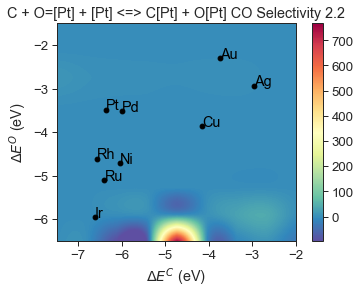 C + O=[Pt] + [Pt] <=> C[Pt] + O[Pt] CO Selectivity 2.2
−2
−3
−4
−5
−6
ΔE^O (eV)
Au
Ag
Pt
Pd
Cu
Rh
Ni
Ru
Ir
−7
−6
−5
−4
−3
−2
ΔE^C (eV)
700
600
500
400
300
200
100
0